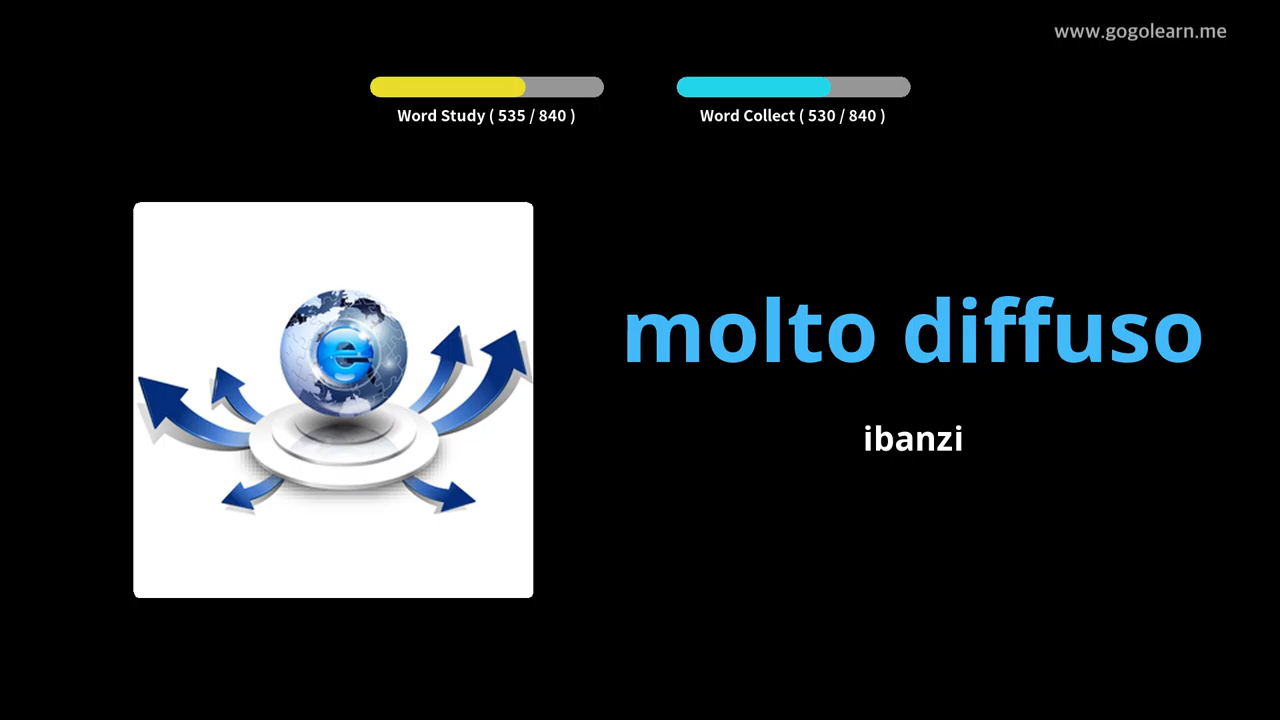 www.gogolearn.me
Word Study ( 535 / 840 )
Word Collect ( 530 / 840 )
e
molto diffuso
ibanzi